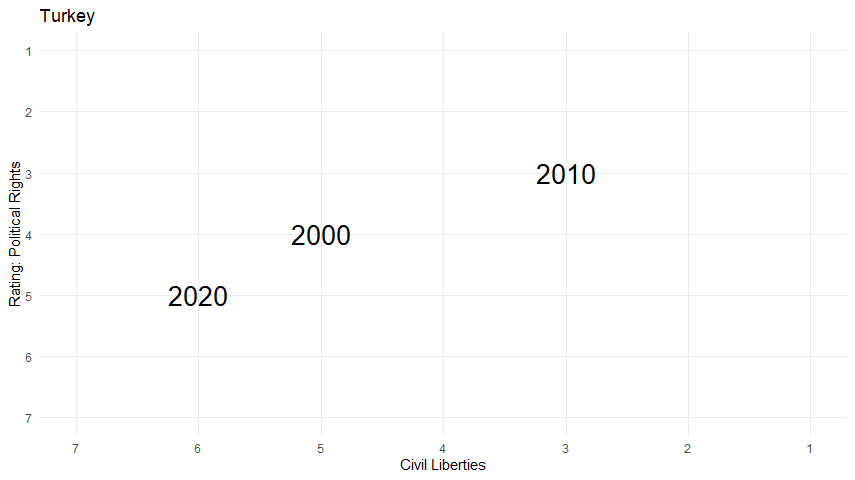 Turkey
Rating: Political Rights
1
2
3
4
5
6
7
2010
2000
2020
7 6 5 4 3 2 1
Civil Liberties